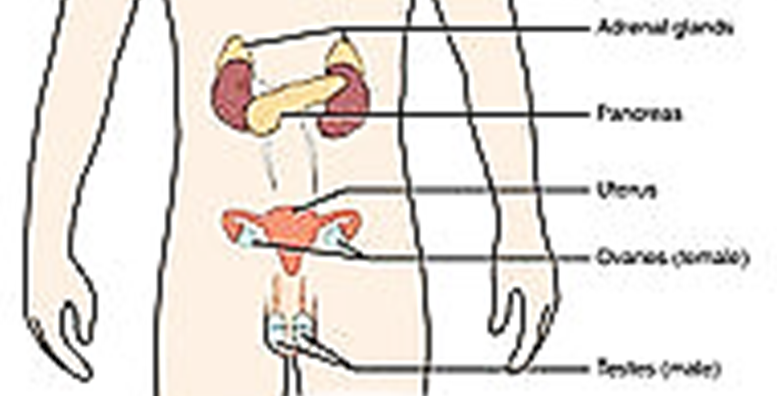 Adrenal glands
Pancreas
Uterus
Ovaries (female)
Testes (male)